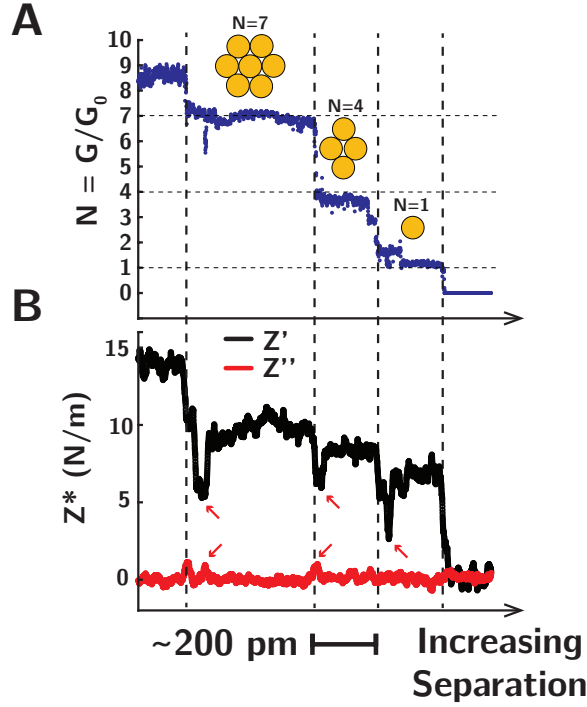 A
N = G/G0
10
9
8
7
6
5
4
3
2
1
0
N=7
N=4
N=1
B
Z* (N/m)
15
10
5
0
Z'
Z''
~200 pm
Increasing
Separation